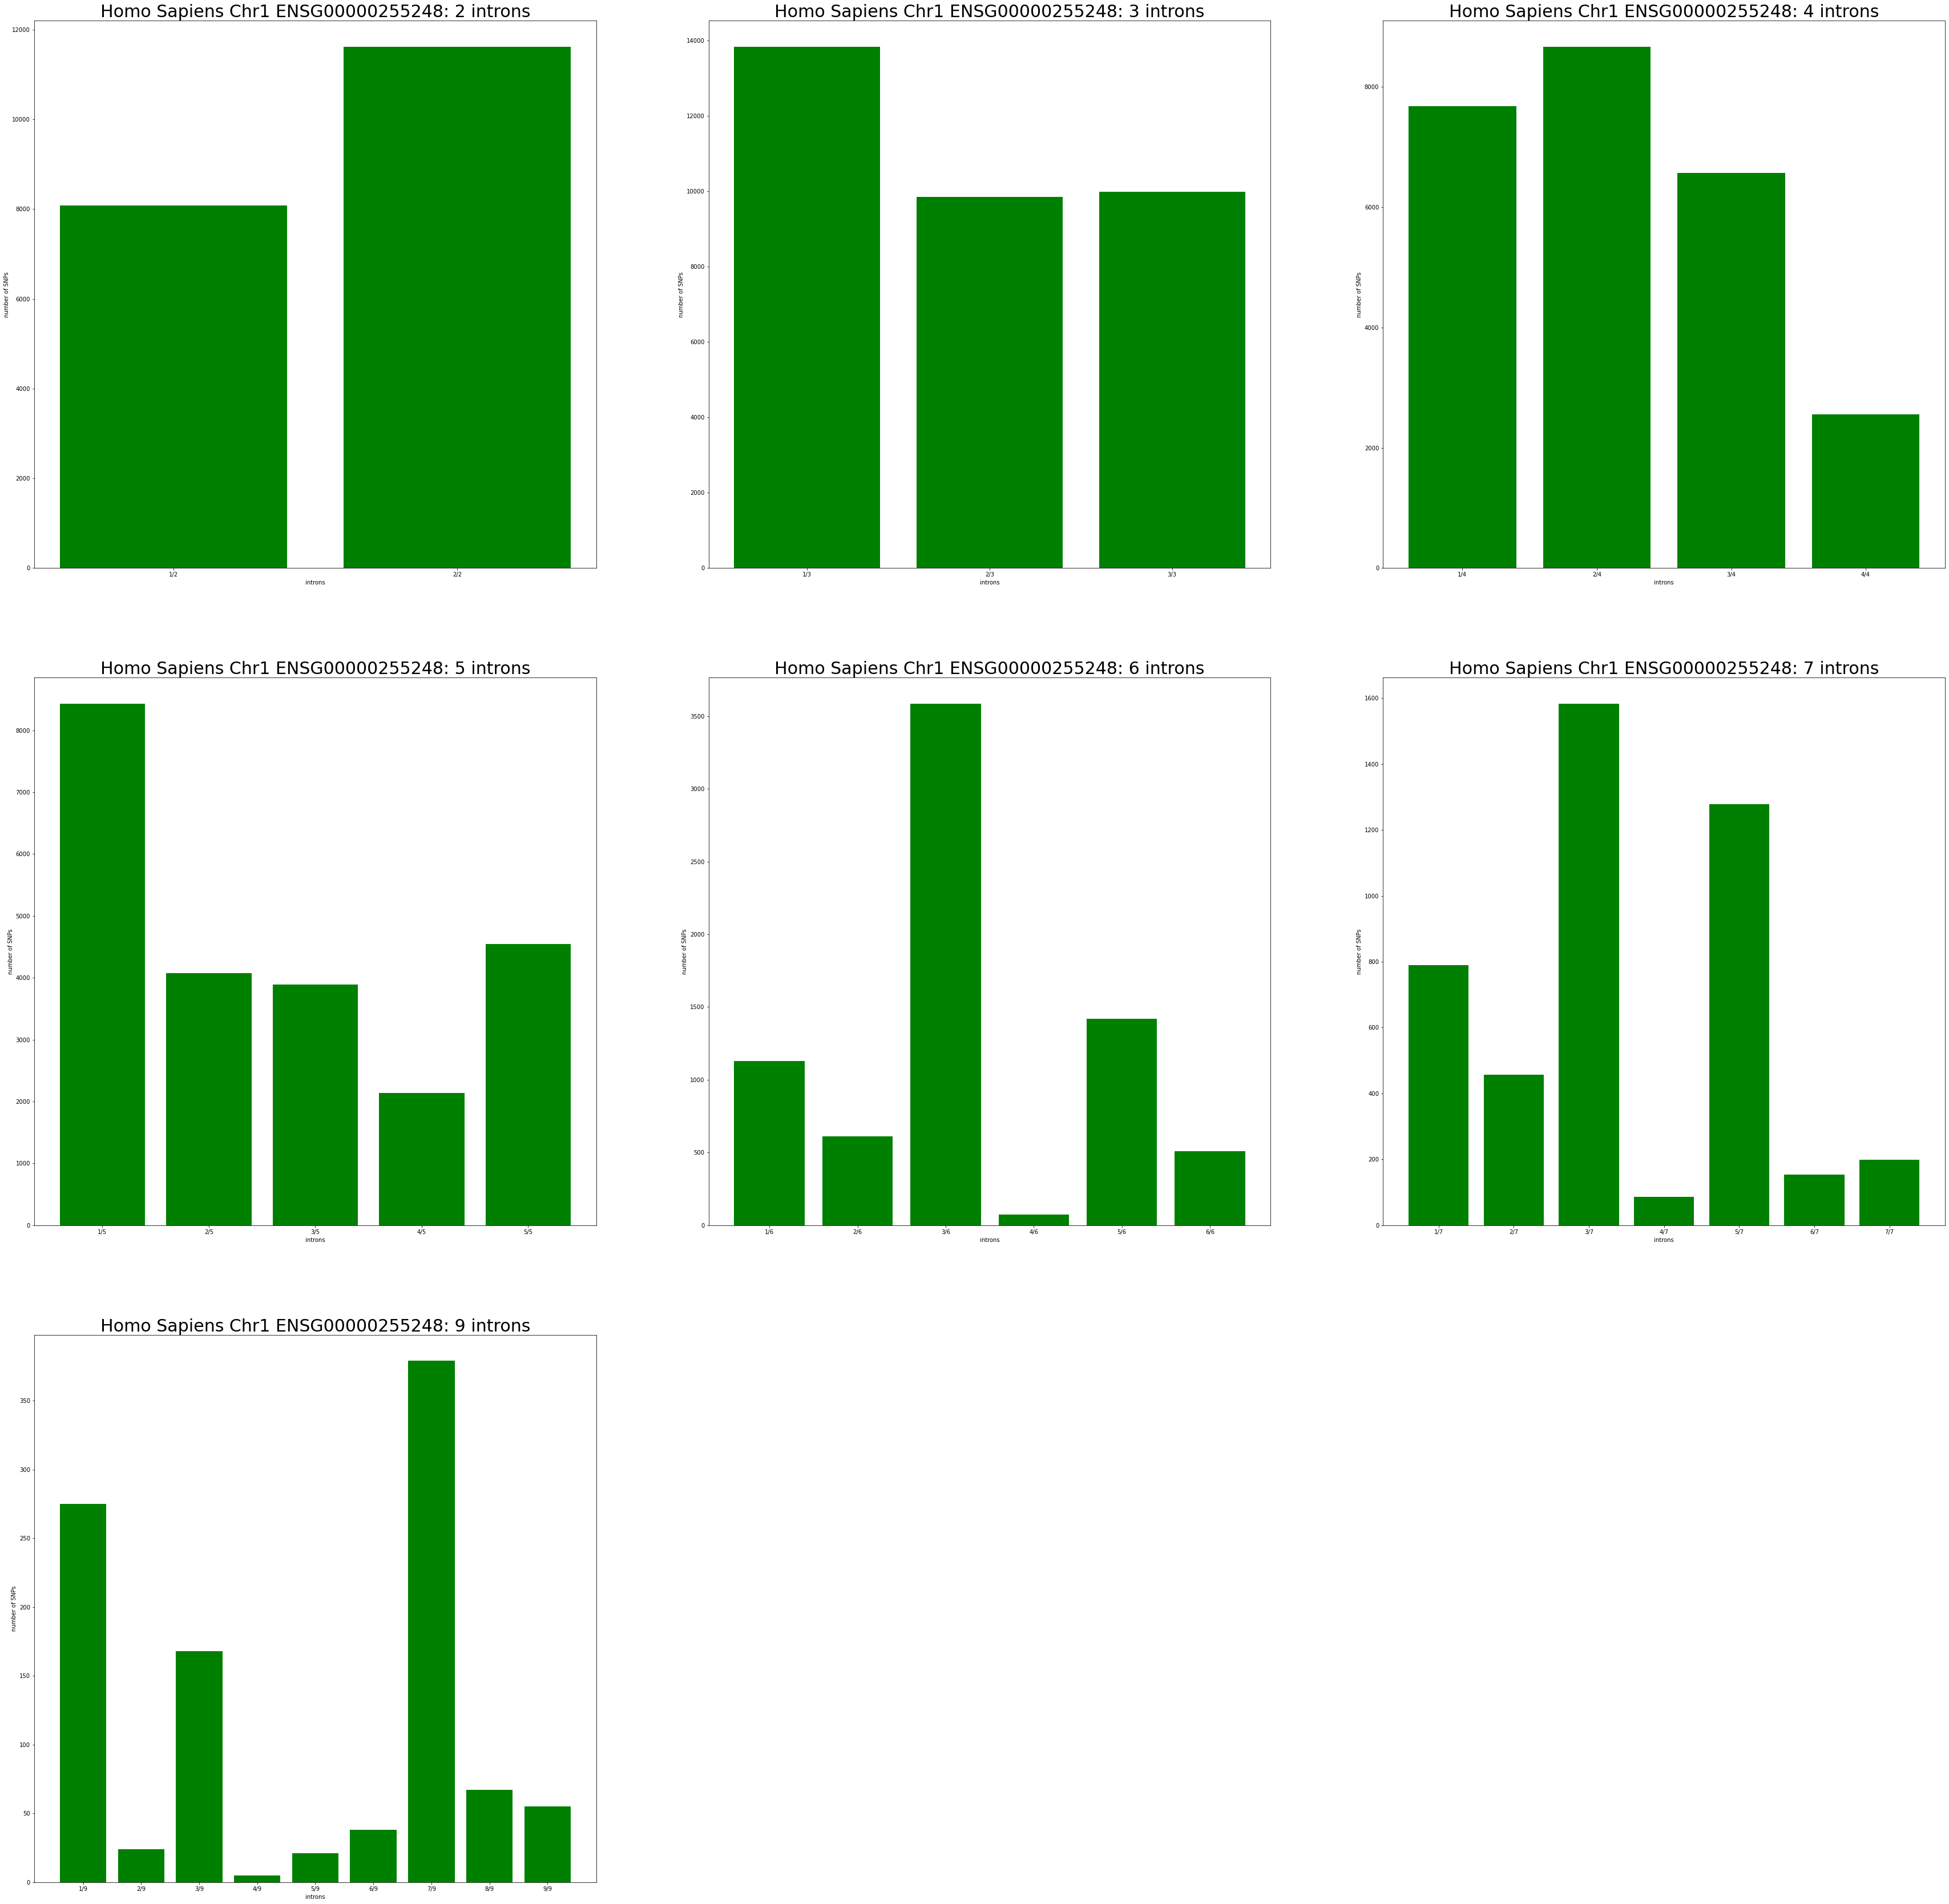 Homo Sapiens Chr1 ENSG00000255248: 2 introns
12000
10000
8000
6000
4000
2000
0
number of SNPs
1/2 2/2
introns
Homo Sapiens Chr1 ENSG00000255248: 3 introns
14000
12000
10000
8000
6000
4000
2000
0
number of SNPs
1/3 2/3 3/3
introns
Homo Sapiens Chr1 ENSG00000255248: 4 introns
8000
6000
4000
2000
0
number of SNPs
1/4 2/4 3/4 4/4
introns
Homo Sapiens Chr1 ENSG00000255248: 5 introns
8000
7000
6000
5000
4000
3000
2000
1000
0
number of SNPs
1/5 2/5 3/5 4/5 5/5
introns
Homo Sapiens Chr1 ENSG00000255248: 6 introns
3500
3000
2500
2000
1500
1000
500
0
number of SNPs
1/6 2/6 3/6 4/6 5/6 6/6
introns
Homo Sapiens Chr1 ENSG00000255248: 7 introns
1600
1400
1200
1000
800
600
400
200
0
number of SNPs
1/7 2/7 3/7 4/7 5/7 6/7 7/7
introns
Homo Sapiens Chr1 ENSG00000255248: 9 introns
350
300
250
200
150
100
50
0
number of SNPs
1/9 2/9 3/9 4/9 5/9 6/9 7/9 8/9 9/9
introns